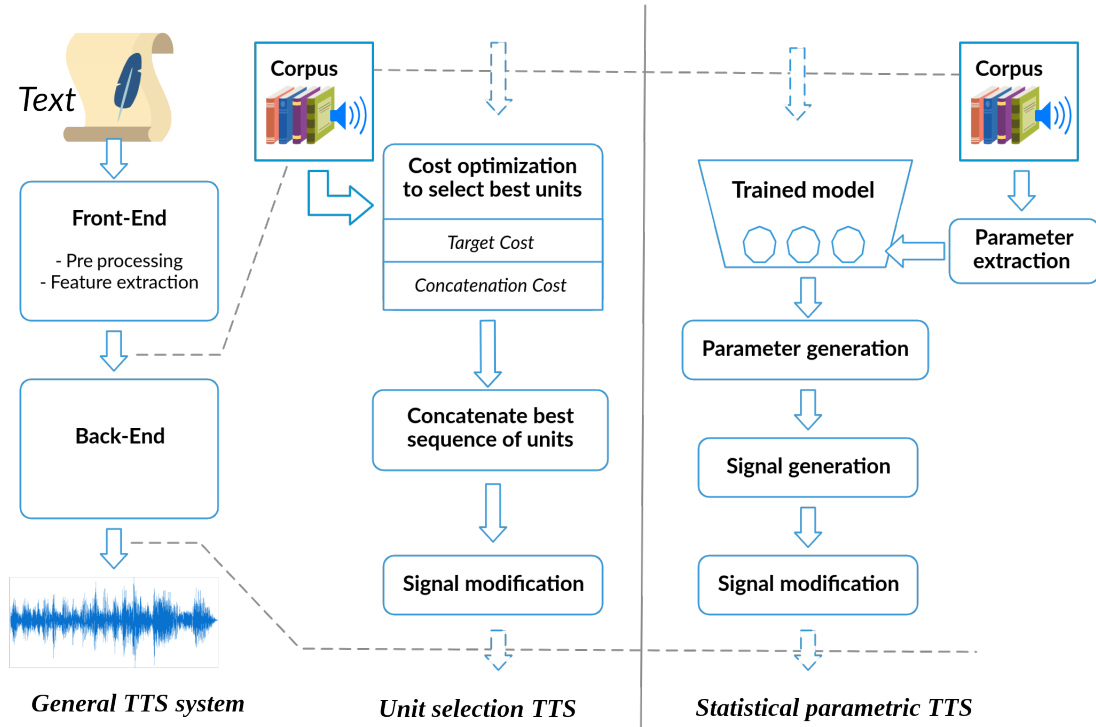 Text
Front-End
- Pre processing
- Feature extraction
Back-End
General TTS system
Corpus
Cost optimization
to select best units
Target Cost
Concatenation Cost
Concatenate best
sequence of units
Signal modification
Unit selection TTS
Corpus
Trained model
Parameter
extraction
Parameter generation
Signal generation
Signal modification
Statistical parametric TTS